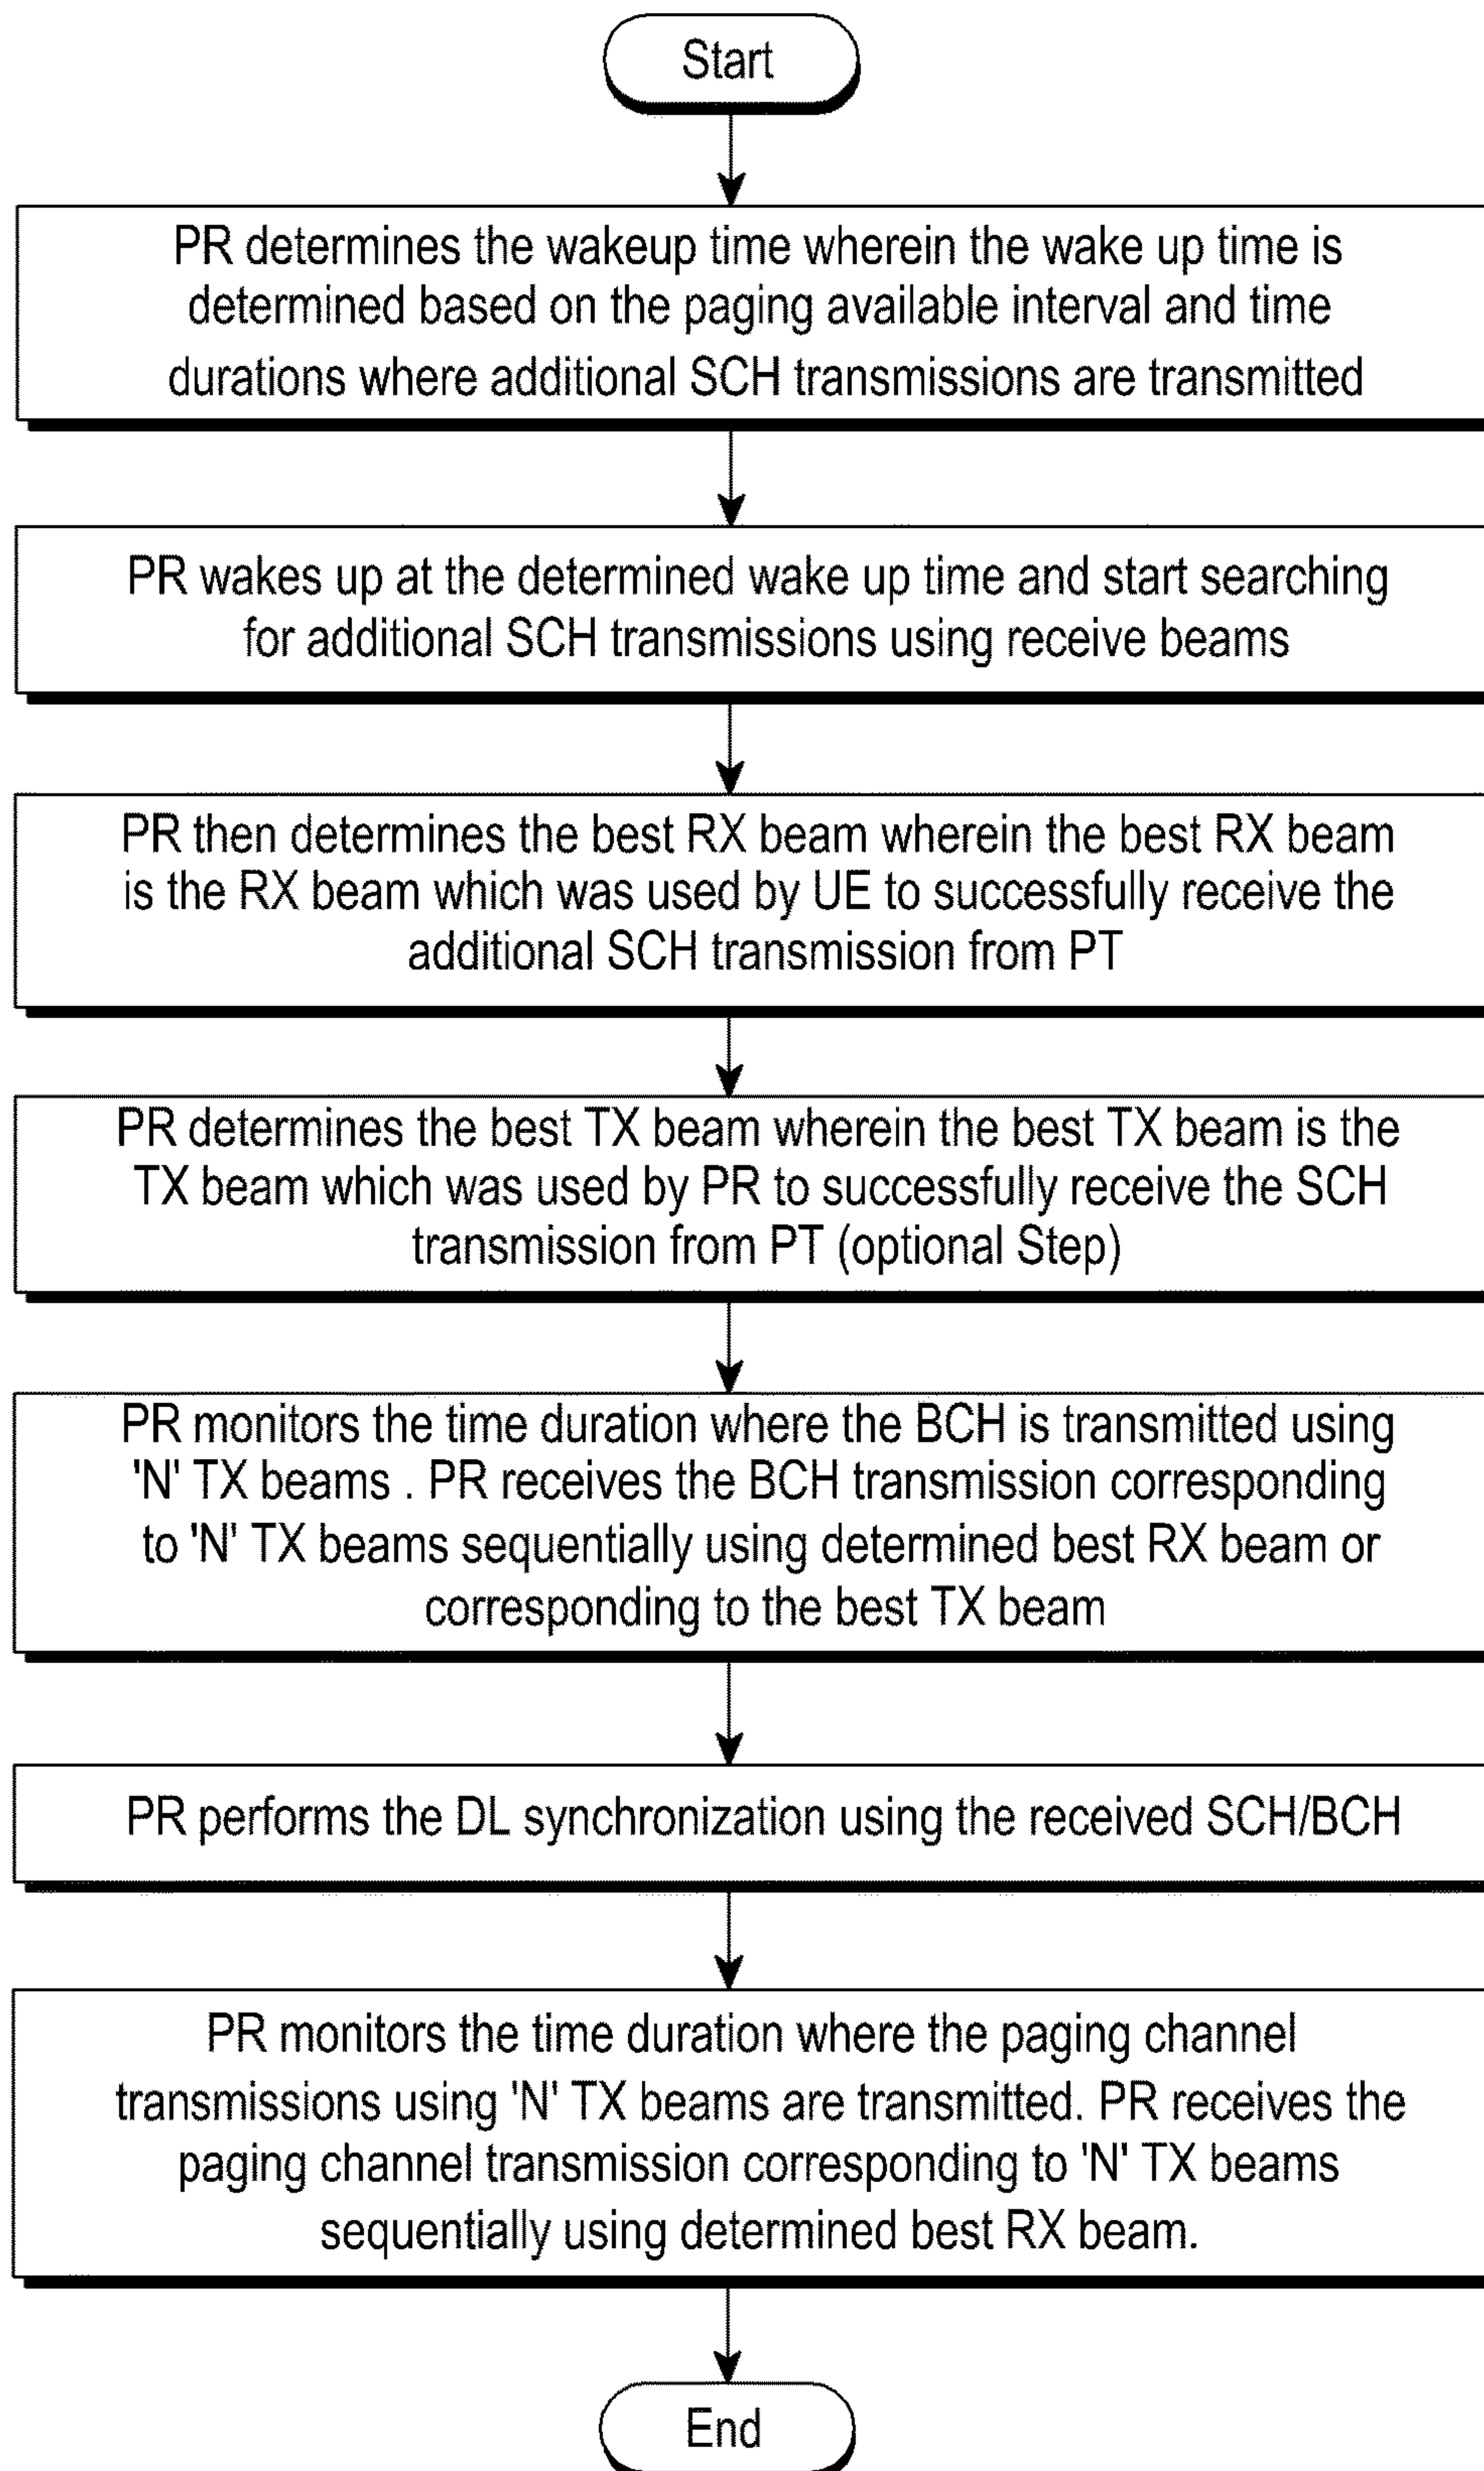 Start
PR determines the wakeup time wherein the wake up time is
determined based on the paging available interval and time
durations where additional SCH transmissions are transmitted
PR wakes up at the determined wake up time and start searching
for additional SCH transmissions using receive beams
PR then determines the best RX beam wherein the best RX beam
is the RX beam which was used by UE to successfully receive the
additional SCH transmission from PT
PR determines the best TX beam wherein the best TX beam is the
TX beam which was used by PR to successfully receive the SCH
transmission from PT (optional Step)
PR monitors the time duration where the BCH is transmitted using
'N' TX beams . PR receives the BCH transmission corresponding
to 'N' TX beams sequentially using determined best RX beam or
corresponding to the best TX beam
PR performs the DL synchronization using the received SCH/BCH
PR monitors the time duration where the paging channel
transmissions using 'N' TX beams are transmitted. PR receives the
paging channel transmission corresponding to 'N' TX beams
sequentially using determined best RX beam.
End